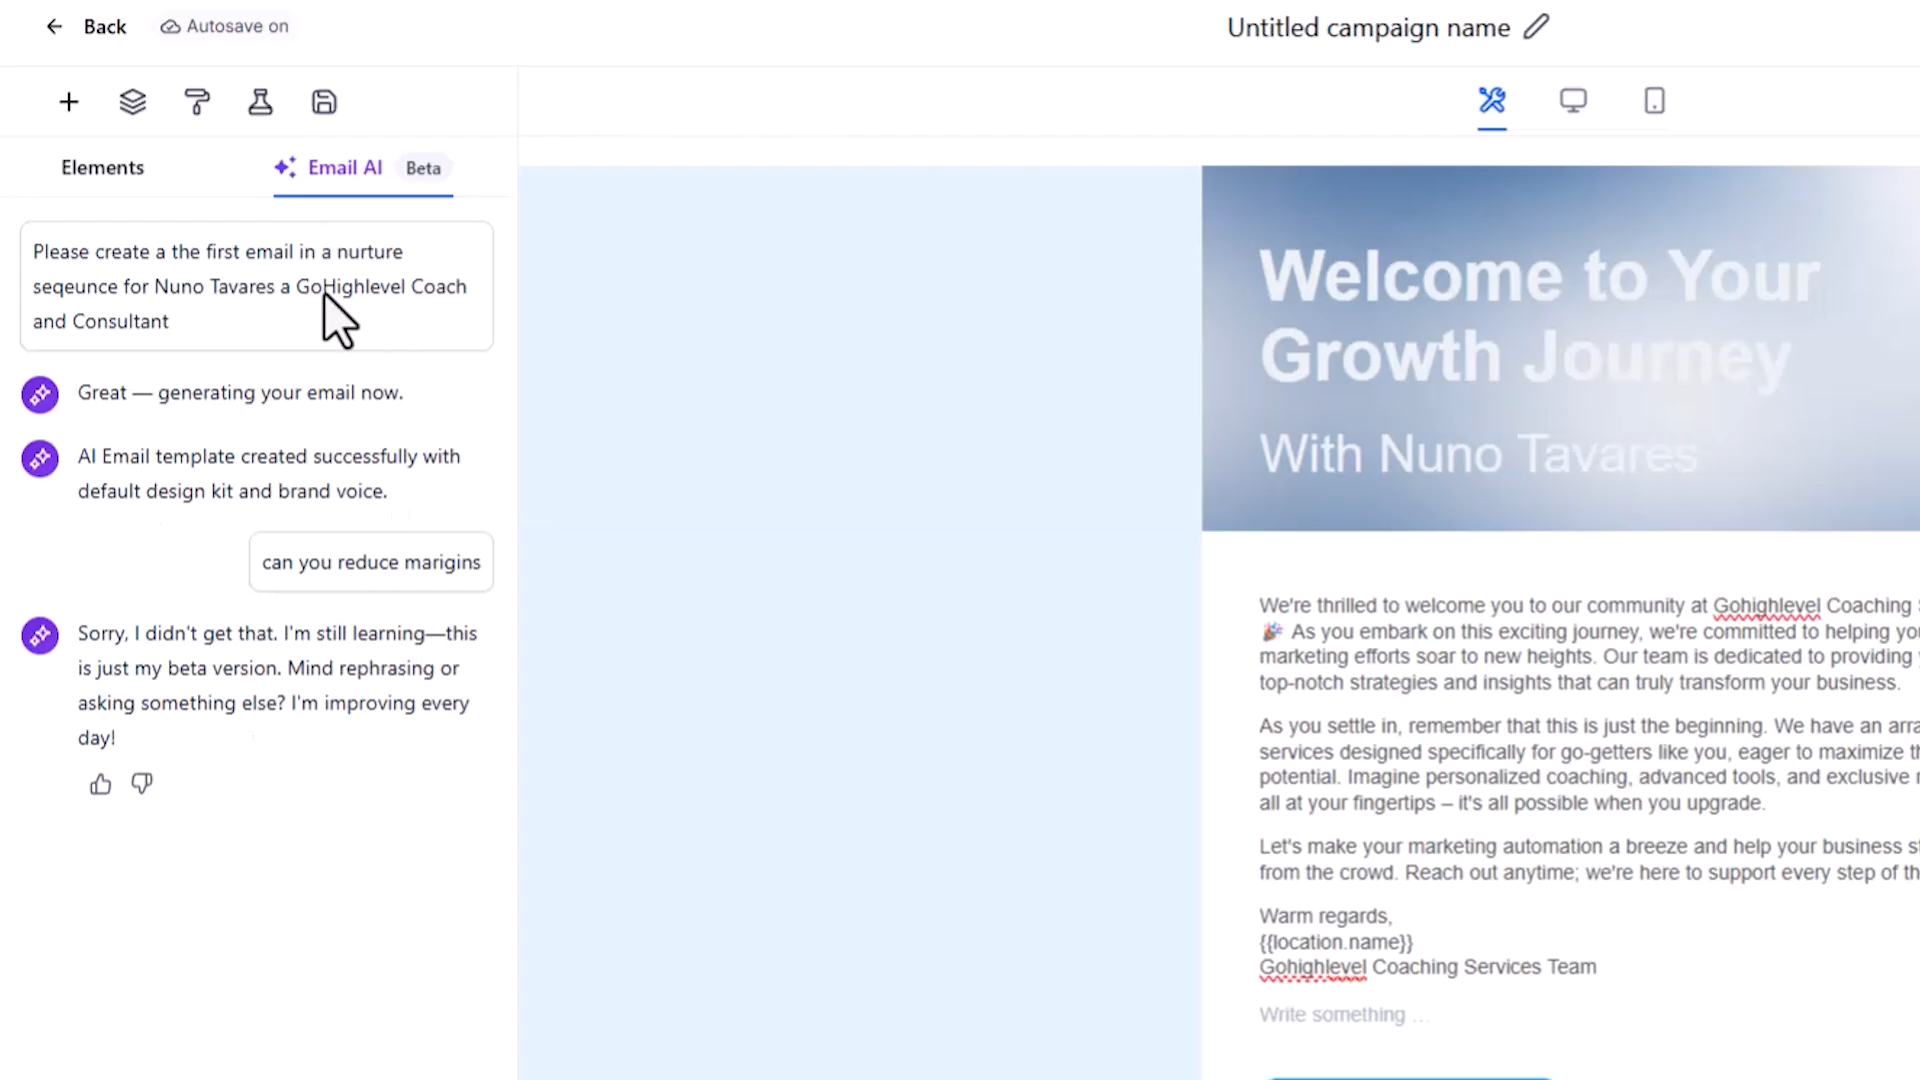 Back
Autosave on
Untitled campaign name
Elements
Email AI
Beta
Please create a the first email in a nurture
seqeunce for Nuno Tavares a GoHighlevel Coach
and Consultant
Great — generating your email now.
AI Email template created successfully with
default design kit and brand voice.
can you reduce marigins
Sorry, I didn't get that. I'm still learning—this
is just my beta version. Mind rephrasing or
asking something else? I'm improving every
day!
Welcome to Your
Growth Journey
With Nuno Tavares
We're thrilled to welcome you to our community at Gohighlevel Coaching
🎉 As you embark on this exciting journey, we're committed to helping
marketing efforts soar to new heights. Our team is dedicated to providing
top-notch strategies and insights that can truly transform your business.
As you settle in, remember that this is just the beginning. We have an
services designed specifically for go-getters like you, eager to maximize
potential. Imagine personalized coaching, advanced tools, and exclusive
all at your fingertips – it's all possible when you upgrade.
Let's make your marketing automation a breeze and help your business
from the crowd. Reach out anytime; we're here to support every step of
Warm regards,
{{location.name}}
Gohighlevel Coaching Services Team
Write something ...